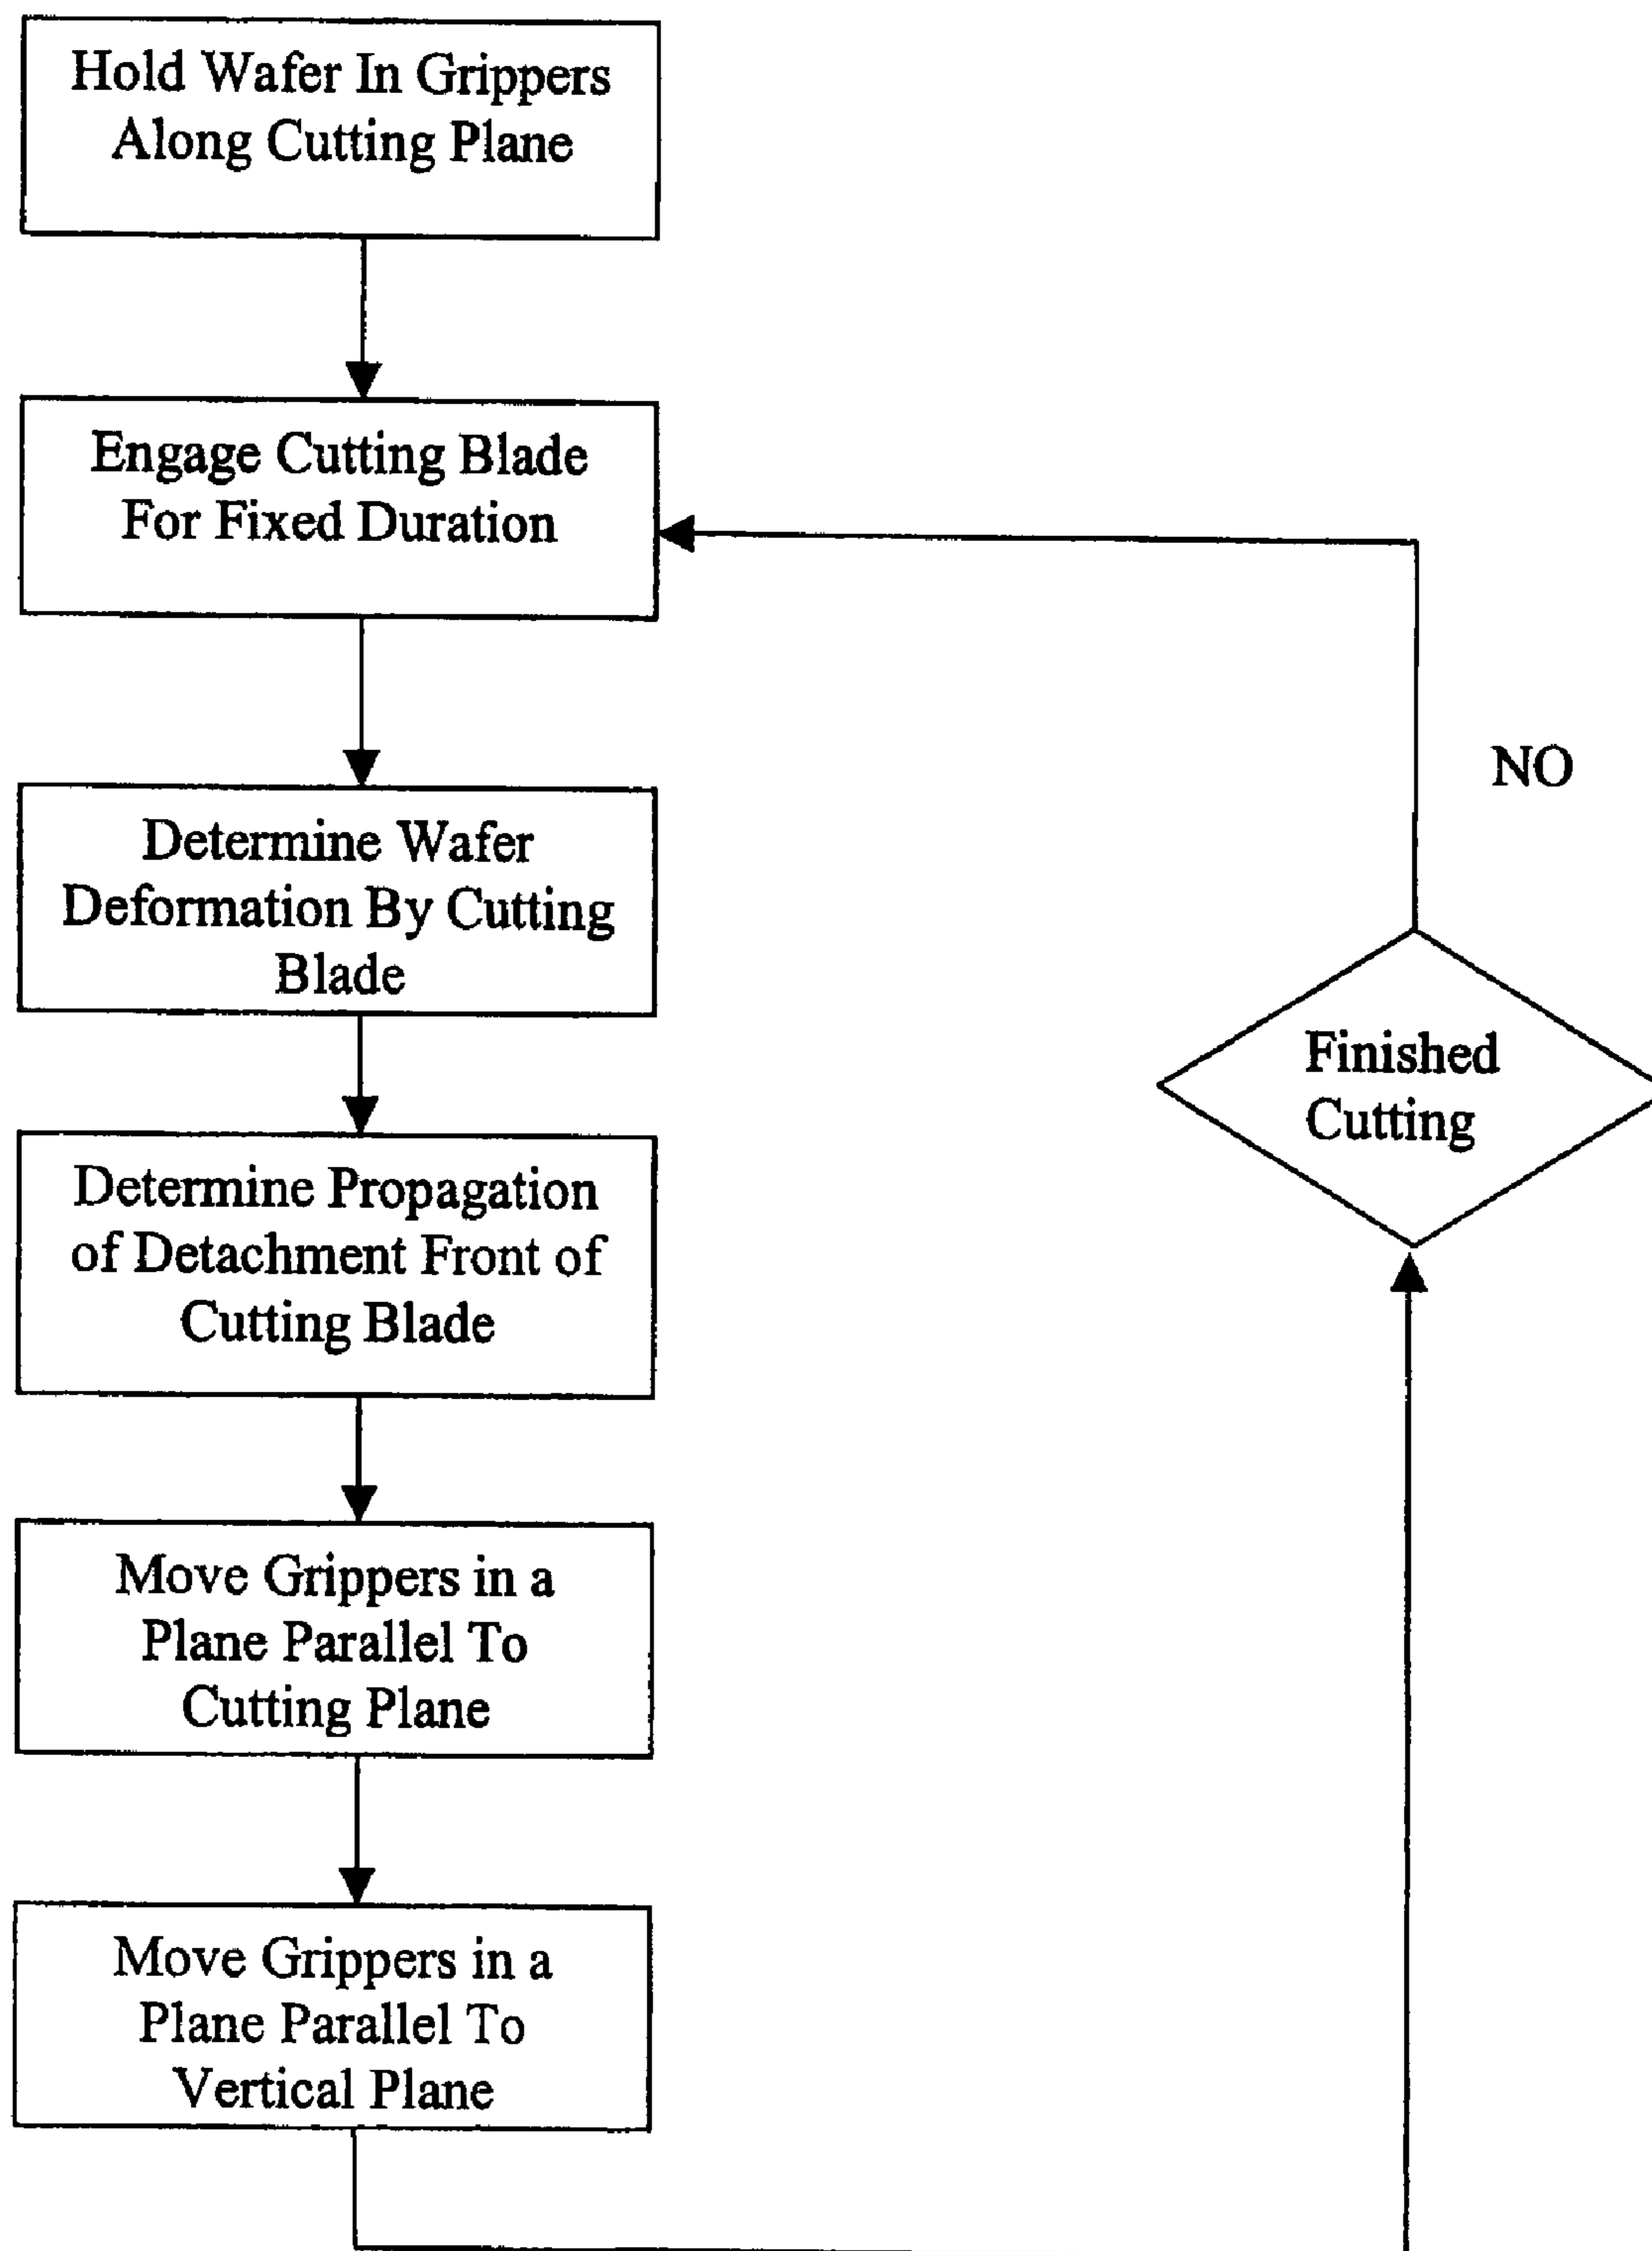 Hold Wafer In Grippers
Along Cutting Plane
Engage Cutting Blade
For Fixed Duration
Determine Wafer
Deformation By Cutting
Blade
Determine Propagation
of Detachment Front of
Cutting Blade
Move Grippers in a
Plane Parallel To
Cutting Plane
Move Grippers in a
Plane Parallel To
Vertical Plane
NO
Finished
Cutting